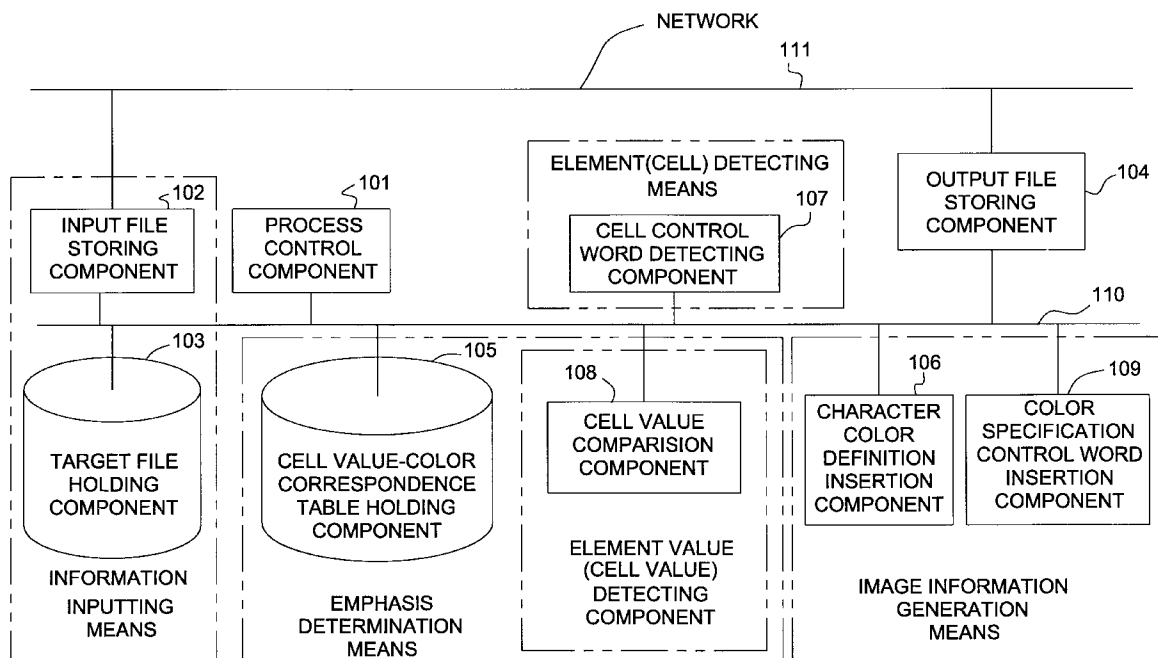 NETWORK
111
ELEMENT(CELL) DETECTING
MEANS
102
INPUT FILE
STORING
COMPONENT
101
PROCESS
CONTROL
COMPONENT
107
CELL CONTROL
WORD DETECTING
COMPONENT
OUTPUT FILE
STORING
COMPONENT
104
110
103
TARGET FILE
HOLDING
COMPONENT
INFORMATION
INPUTTING
MEANS
105
CELL VALUE-COLOR
CORRESPONDENCE
TABLE HOLDING
COMPONENT
EMPHASIS
DETERMINATION
MEANS
108
CELL VALUE
COMPARISION
COMPONENT
ELEMENT VALUE
(CELL VALUE)
DETECTING
COMPONENT
106
CHARACTER
COLOR
DEFINITION
INSERTION
COMPONENT
109
COLOR
SPECIFICATION
CONTROL WORD
INSERTION
COMPONENT
IMAGE INFORMATION
GENERATION
MEANS